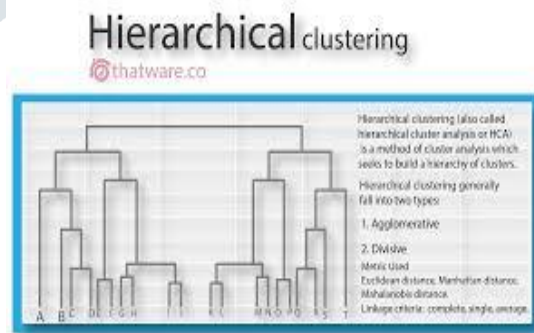 Hierarchical clustering
thatware.co
Hierarchical clustering (also called
hierarchical cluster analysis or HCA)
is a method of cluster analysis which
seeks to build a hierarchy of clusters.
Hierarchical clustering generally
fall into two types:
1. Agglomerative
2. Divisive
Metric Used
Euclidean distance, Manhattan distance,
Mahalanobis distance.
Linkage criteria: complete, single, average.
A B C D E F G H K L M N O P Q R S T